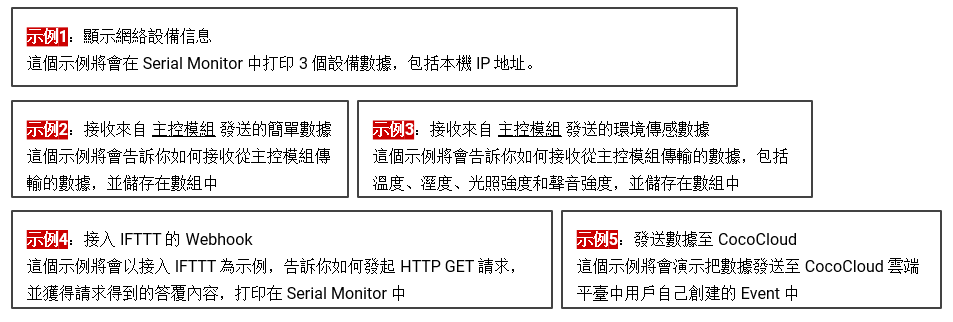 示例1：顯示網絡設備信息
這個示例將會在 Serial Monitor 中打印 3 個設備數據，包括本機 IP 地址。
示例2：接收來自 主控模組 發送的簡單數據
這個示例將會告訴你如何接收從主控模組傳
輸的數據，並儲存在數組中
示例3：接收來自 主控模組 發送的環境傳感數據
這個示例將會告訴你如何接收從主控模組傳輸的數據，包括
溫度、溼度、光照強度和聲音強度，並儲存在數組中
示例4：接入 IFTTT 的 Webhook
這個示例將會以接入 IFTTT 為示例，告訴你如何發起 HTTP GET 請求，
並獲得請求得到的答覆內容，打印在 Serial Monitor 中
示例5：發送數據至 CocoCloud
這個示例將會演示把數據發送至 CocoCloud 雲端
平臺中用戶自己創建的 Event 中